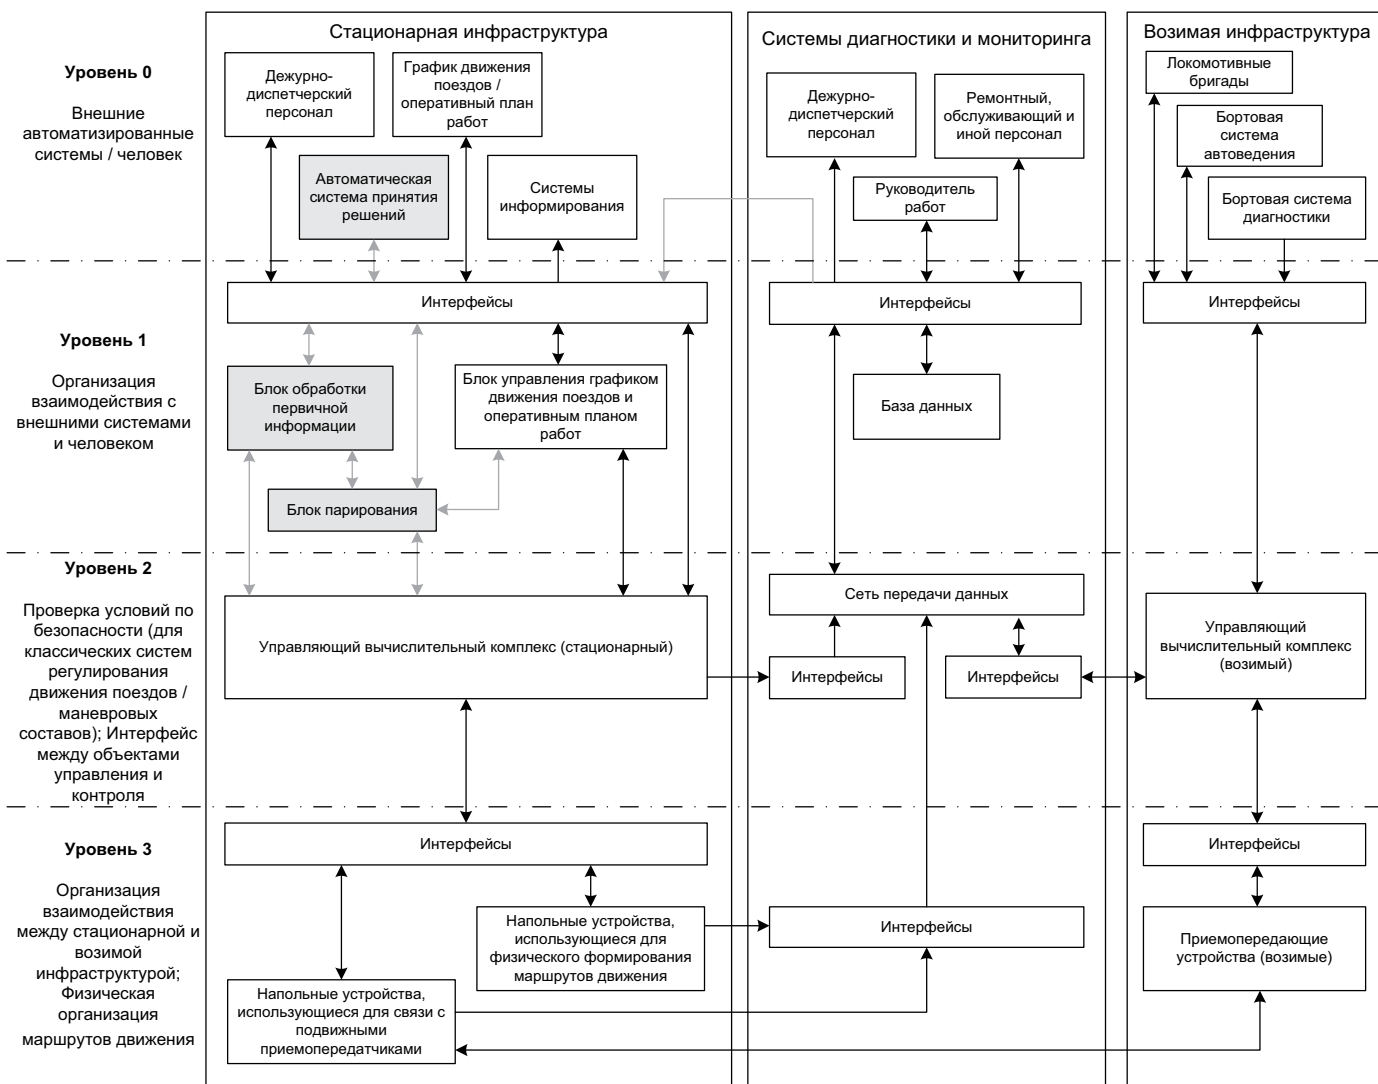 Стационарная инфраструктура
Системы диагностики и мониторинга
Возимая инфраструктура
Уровень 0
Внешние
автоматизированные
системы / человек
Дежурно-
диспетчерский
персонал
График движения
поездов /
оперативный план
работ
Автоматическая
система принятия
решений
Системы
информирования
Дежурно-
диспетчерский
персонал
Ремонтный,
обслуживающий и
иной персонал
Руководитель
работ
Локомотивные
бригады
Бортовая
система
автоведения
Бортовая система
диагностики
Уровень 1
Организация
взаимодействия с
внешними системами
и человеком
Интерфейсы
Блок обработки
первичной
информации
Блок управления графиком
движения поездов и
оперативным планом
работ
Блок парирования
Интерфейсы
База данных
Интерфейсы
Уровень 2
Проверка условий по
безопасности (для
классических систем
регулирования
движения поездов /
маневровых
составов); Интерфейс
между объектами
управления и
контроля
Управляющий вычислительный комплекс (стационарный)
Сеть передачи данных
Интерфейсы
Интерфейсы
Управляющий
вычислительный комплекс
(возимый)
Уровень 3
Организация
взаимодействия
между стационарной и
возимой
инфраструктурой;
Физическая
организация
маршрутов движения
Интерфейсы
Напольные устройства,
использующиеся для
физического формирования
маршрутов движения
Напольные устройства,
использующиеся для связи с
подвижными
приемопередатчиками
Интерфейсы
Интерфейсы
Приемопередающие
устройства (возимые)